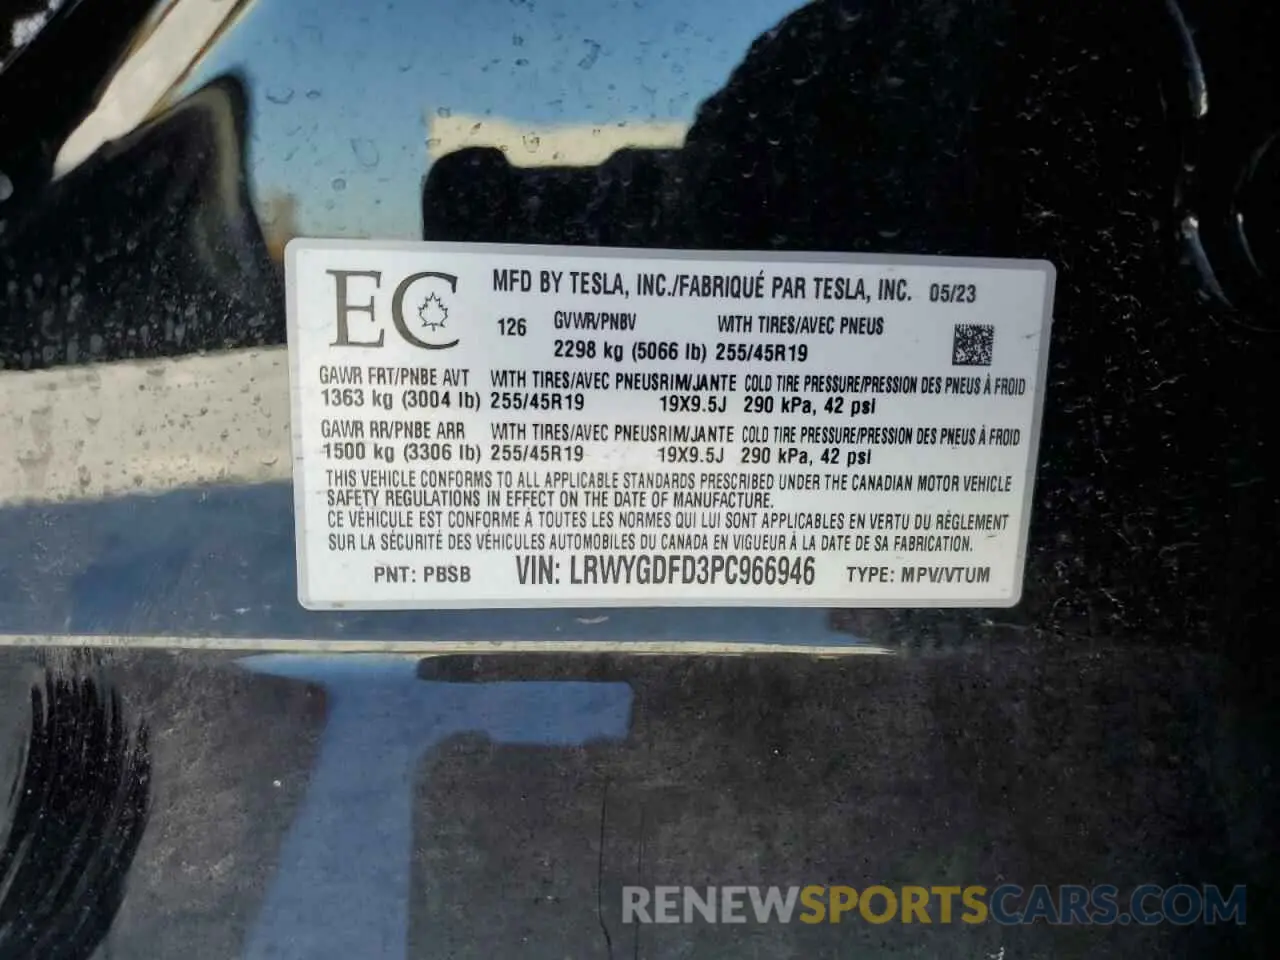 EC MFD BY TESLA, INC./FABRIQUÉ PAR TESLA, INC. 05/23
126 GVWR/PNBV WITH TIRES/AVEC PNEUS
2298 kg (5066 lb) 255/45R19
GAWR FRT/PNBE AVT WITH TIRES/AVEC PNEUS RIM/JANTE COLD TIRE PRESSURE/PRESSION DES PNEUS À FROID
1363 kg (3004 lb) 255/45R19 19X9.5J 290 kPa, 42 psi
GAWR RR/PNBE ARR WITH TIRES/AVEC PNEUS RIM/JANTE COLD TIRE PRESSURE/PRESSION DES PNEUS À FROID
1500 kg (3306 lb) 255/45R19 19X9.5J 290 kPa, 42 psi
THIS VEHICLE CONFORMS TO ALL APPLICABLE STANDARDS PRESCRIBED UNDER THE CANADIAN MOTOR VEHICLE
SAFETY REGULATIONS IN EFFECT ON THE DATE OF MANUFACTURE.
CE VÉHICULE EST CONFORME À TOUTES LES NORMES QUI LUI SONT APPLICABLES EN VERTU DU RÈGLEMENT
SUR LA SÉCURITÉ DES VÉHICULES AUTOMOBILES DU CANADA EN VIGUEUR À LA DATE DE SA FABRICATION.
PNT: PBSB VIN: LRWYGDFD3PC966946 TYPE: MPV/VTUM
RENEWSPORTSCARS.COM